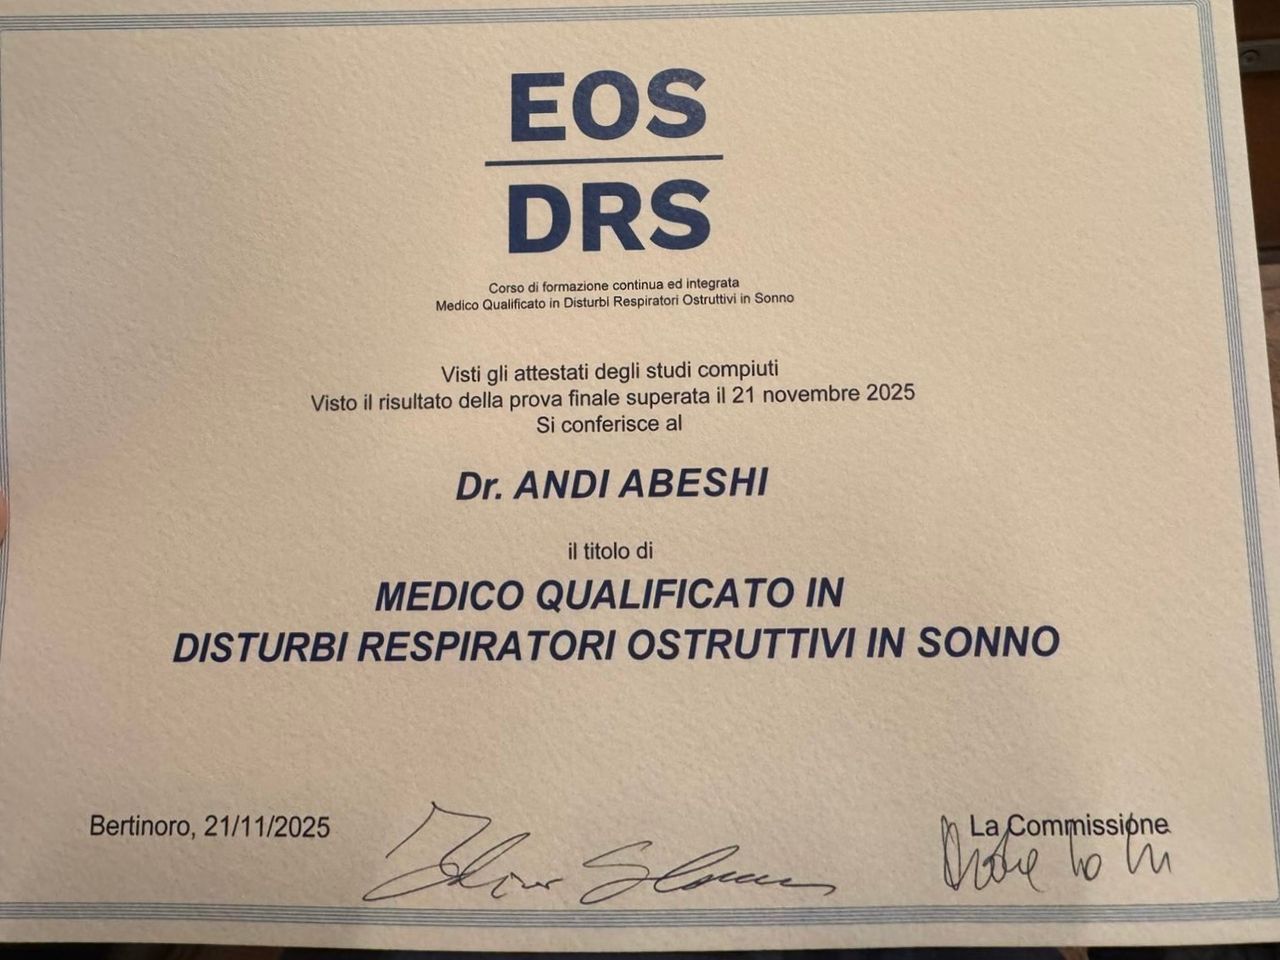 EOS
DRS
Corso di formazione continua ed integrata
Medico Qualificato in Disturbi Respiratori Ostruttivi in Sonno
Visti gli attestati degli studi compiuti
Visto il risultato della prova finale superata il 21 novembre 2025
Si conferisce al
Dr. ANDI ABESHI
il titolo di
MEDICO QUALIFICATO IN
DISTURBI RESPIRATORI OSTRUTTIVI IN SONNO
Bertinoro, 21/11/2025
La Commissione